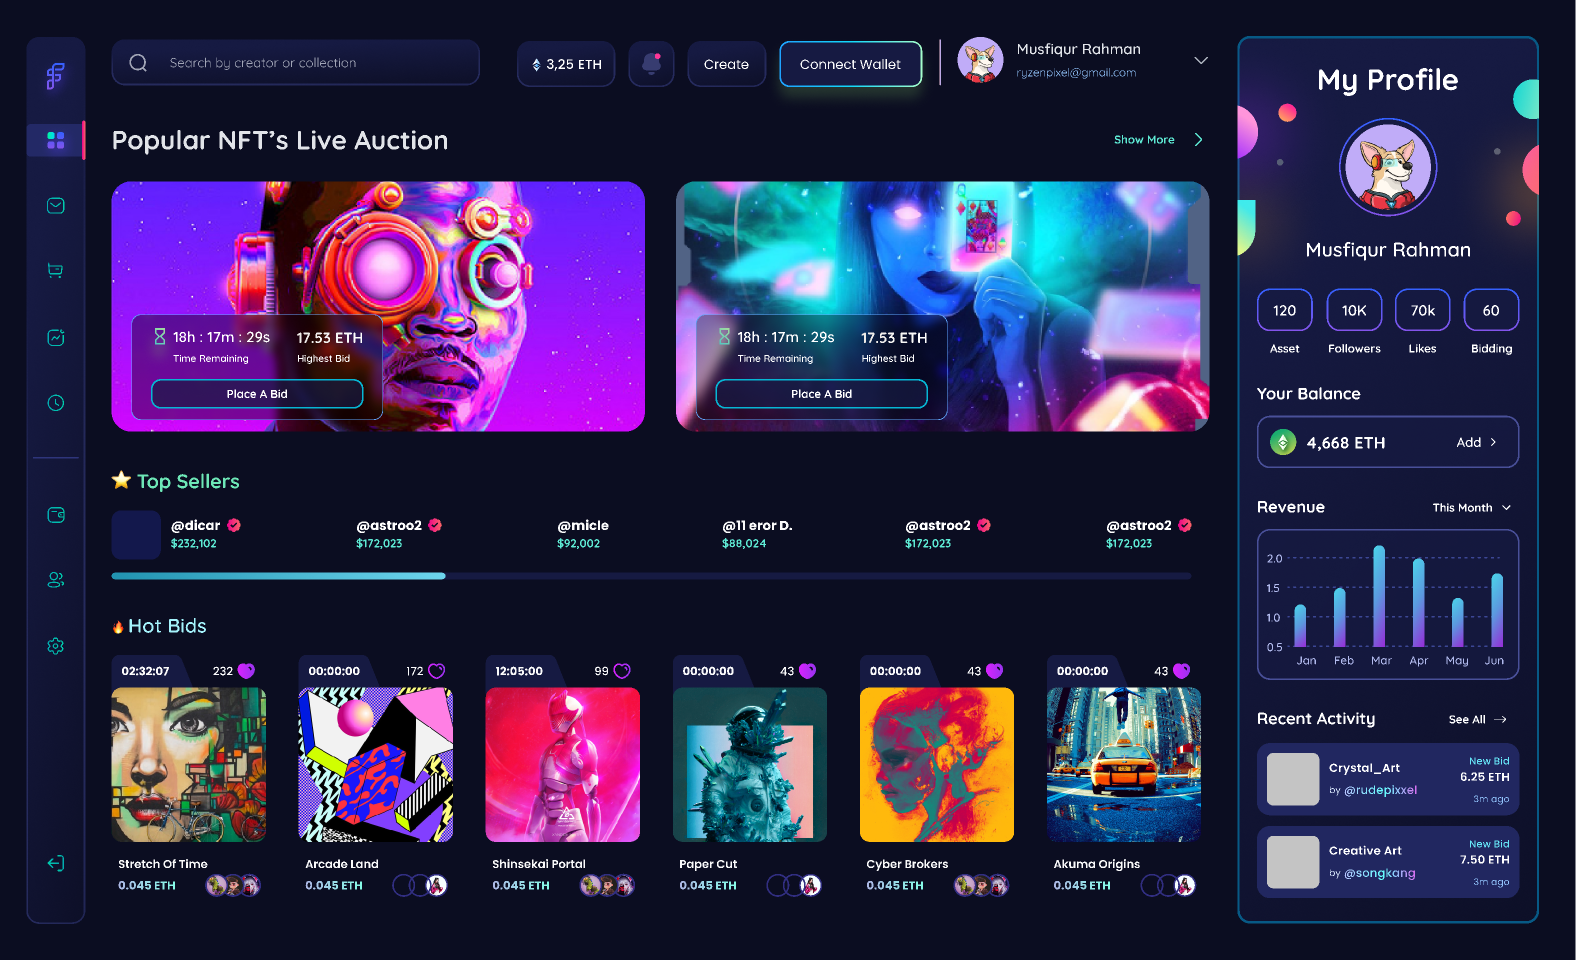 Search by creator or collection
3,25 ETH
Create
Connect Wallet
Musfiqur Rahman
ryzenpixel@gmail.com
Popular NFT’s Live Auction
Show More
18h : 17m : 29s
17.53 ETH
Time Remaining
Highest Bid
Place A Bid
18h : 17m : 29s
17.53 ETH
Time Remaining
Highest Bid
Place A Bid
Top Sellers
@dicar
$232,102
@astroo2
$172,023
@micle
$92,002
@11 eror D.
$88,024
@astroo2
$172,023
@astroo2
$172,023
Hot Bids
02:32:07
232
Stretch Of Time
0.045 ETH
00:00:00
172
Arcade Land
0.045 ETH
12:05:00
99
Shinsekai Portal
0.045 ETH
00:00:00
43
Paper Cut
0.045 ETH
00:00:00
43
Cyber Brokers
0.045 ETH
00:00:00
43
Akuma Origins
0.045 ETH
My Profile
Musfiqur Rahman
120
10K
70k
60
Asset
Followers
Likes
Bidding
Your Balance
4,668 ETH
Add
Revenue
This Month
2.0
1.5
1.0
0.5
Jan Feb Mar Apr May Jun
Recent Activity
See All
Crystal_Art
by @rudepixxel
New Bid
6.25 ETH
3m ago
Creative Art
by @songkang
New Bid
7.50 ETH
3m ago